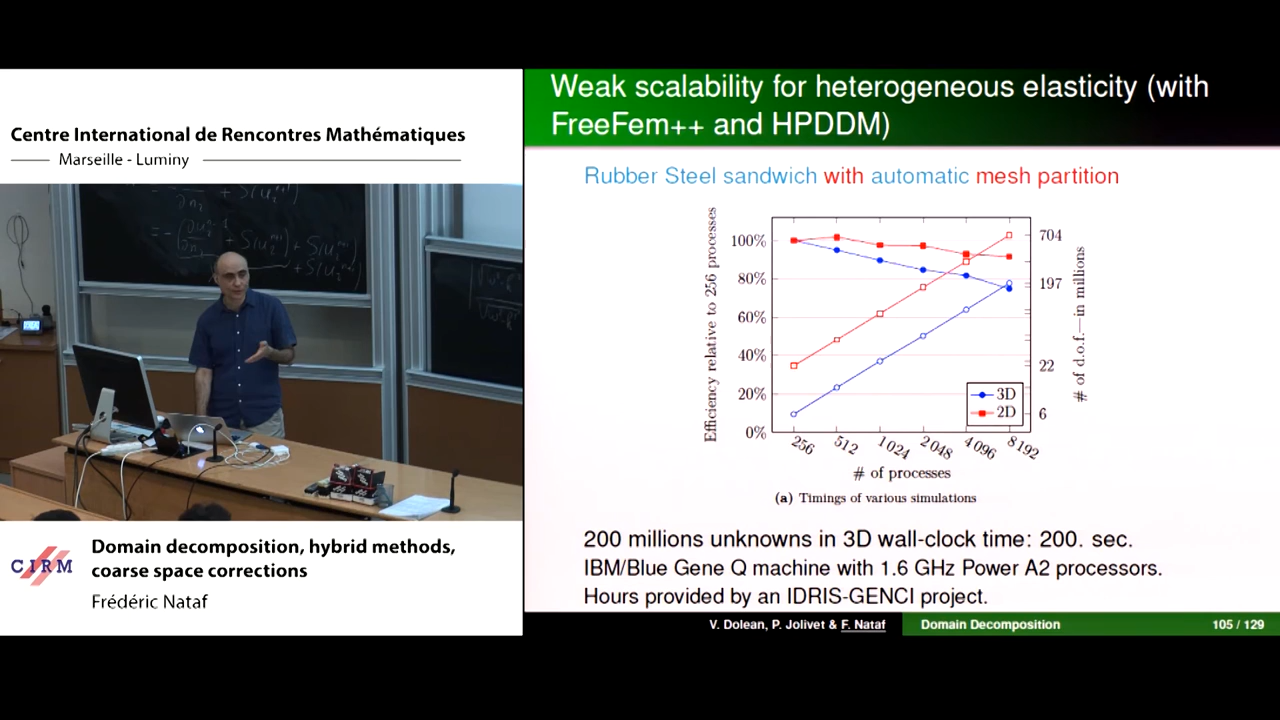 Centre International de Rencontres Mathématiques
Marseille - Luminy
CIRM
Domain decomposition, hybrid methods,
coarse space corrections
Frédéric Nataf
Weak scalability for heterogeneous elasticity (with
FreeFem++ and HPDDM)
Rubber Steel sandwich with automatic mesh partition
Efficiency relative to 256 processes
100%
80%
60%
40%
20%
0%
704
197
22
6
# of d.o.f.—in millions
3D
2D
256 512 1 024 2 048 4 096 8 192
# of processes
(a) Timings of various simulations
200 millions unknowns in 3D wall-clock time: 200. sec.
IBM/Blue Gene Q machine with 1.6 GHz Power A2 processors.
Hours provided by an IDRIS-GENCI project.
V. Dolean, P. Jolivet & F. Nataf Domain Decomposition 105 / 129